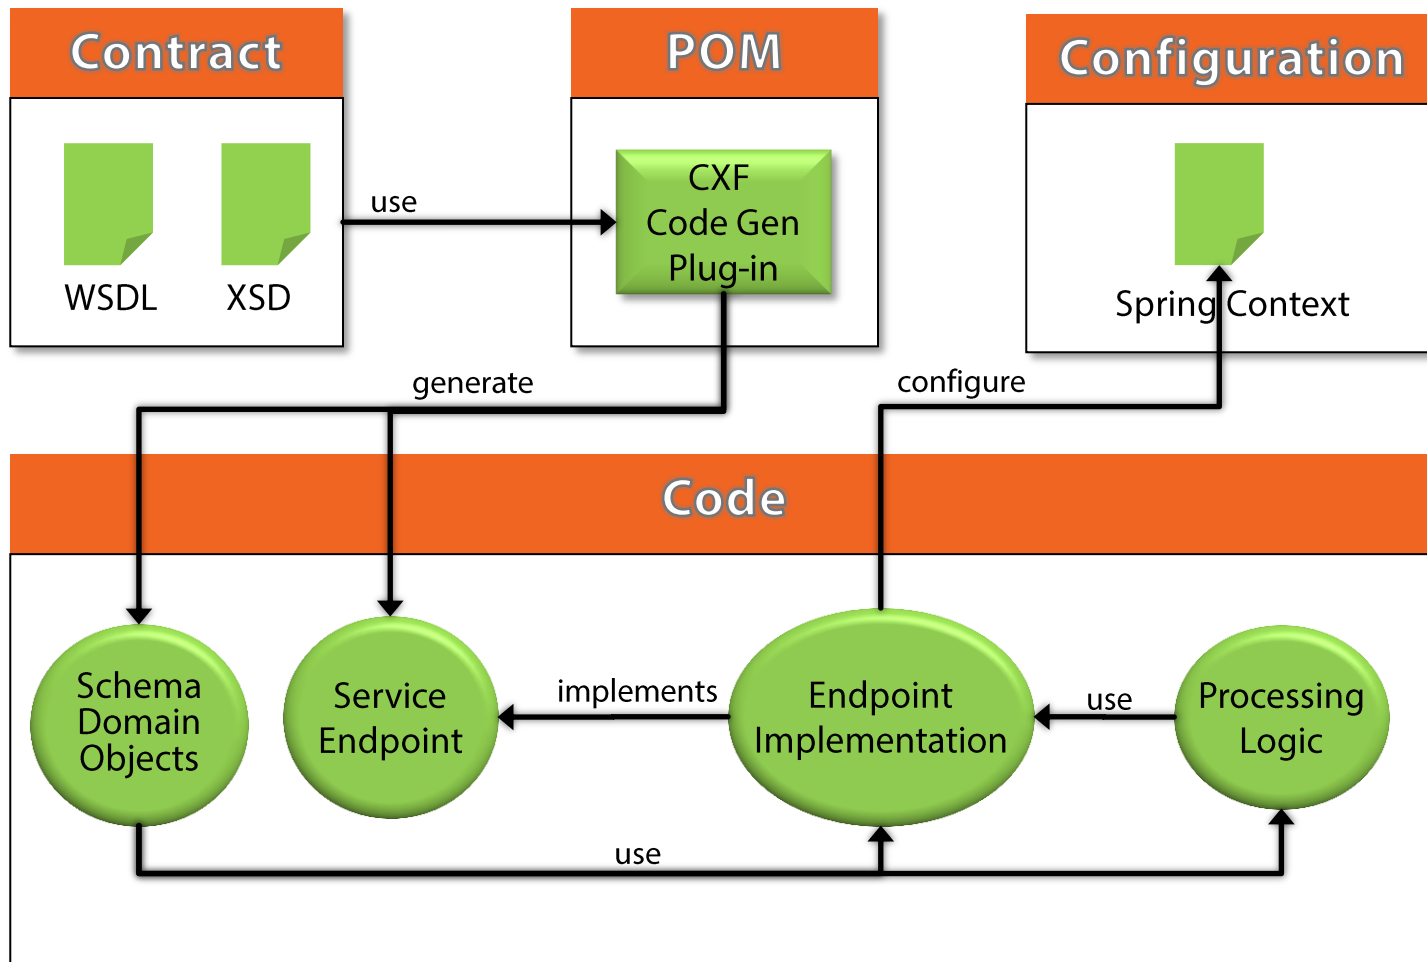 Contract
POM
Configuration
CXF
Code Gen
Plug-in
use
WSDL
XSD
Spring Context
generate
configure
Code
Schema
Domain
Objects
Service
Endpoint
implements
Endpoint
Implementation
use
Processing
Logic
use